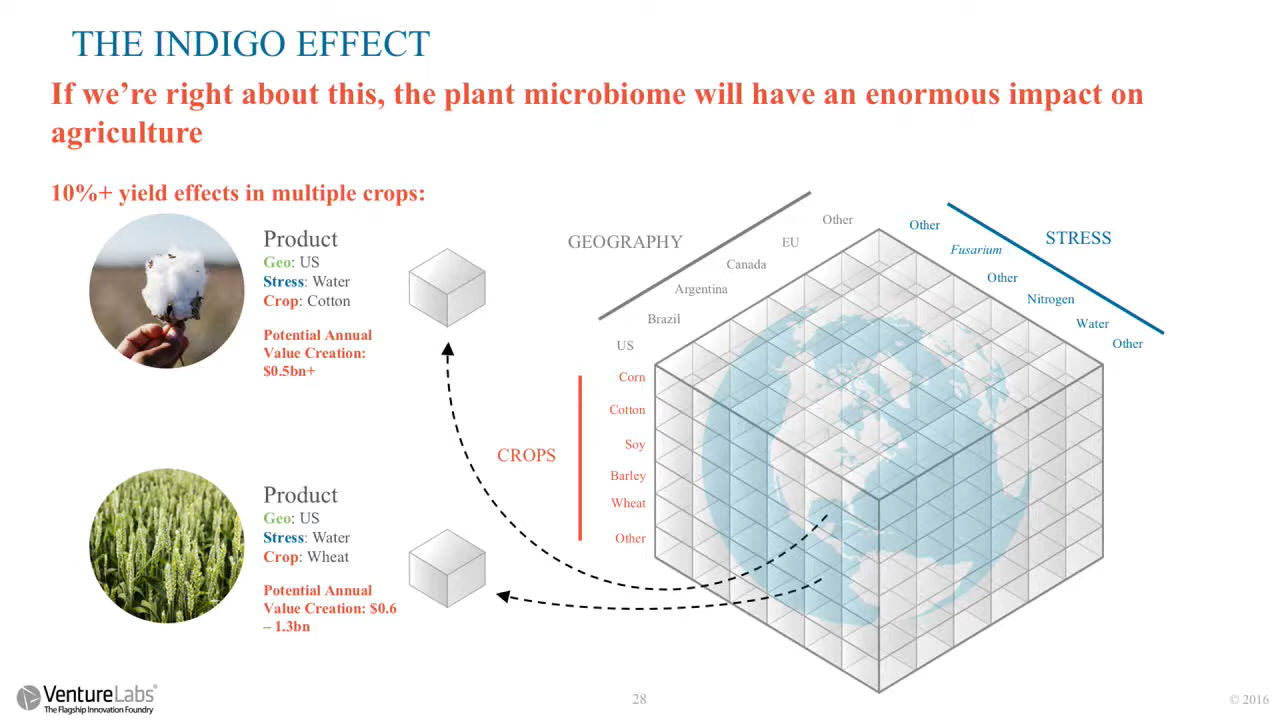 THE INDIGO EFFECT
If we're right about this, the plant microbiome will have an enormous impact on
agriculture
10%+ yield effects in multiple crops:
Product
Geo: US
Stress: Water
Crop: Cotton
Potential Annual
Value Creation:
$0.5bn+
Product
Geo: US
Stress: Water
Crop: Wheat
Potential Annual
Value Creation: $0.6
– 1.3bn
GEOGRAPHY
Other
EU
Canada
Argentina
Brazil
US
STRESS
Other
Fusarium
Other
Nitrogen
Water
Other
CROPS
Corn
Cotton
Soy
Barley
Wheat
Other
VentureLabs®
The Flagship Innovation Foundry
28
© 2016